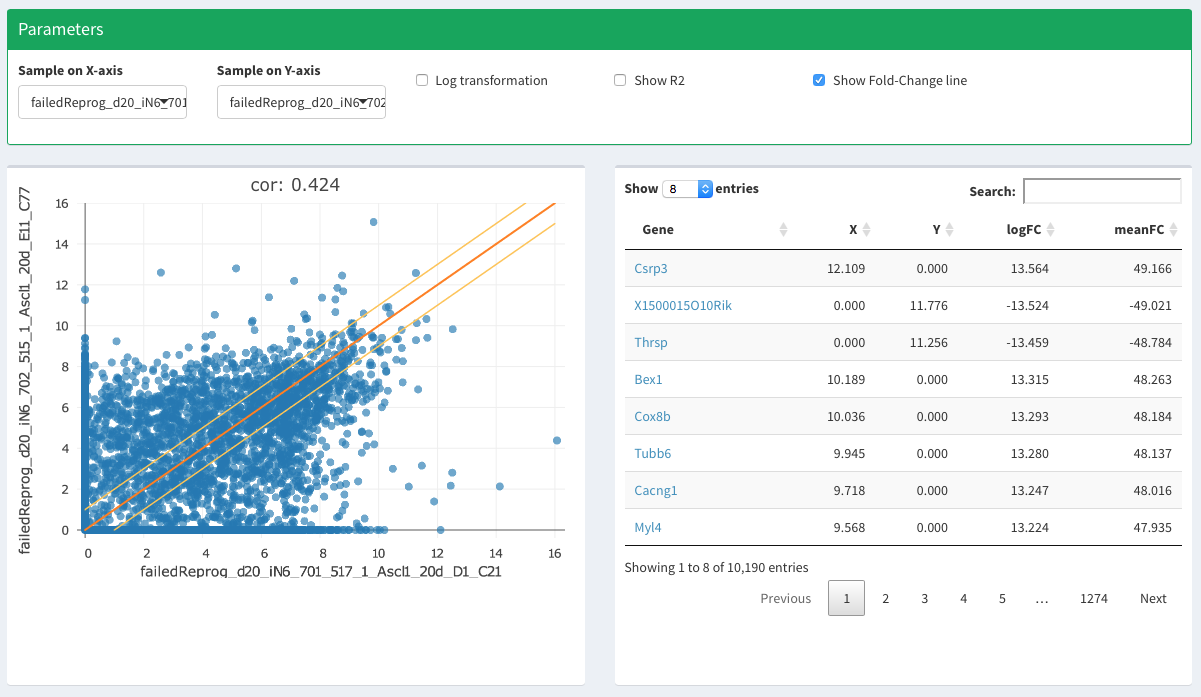 Parameters
Sample on X-axis
Sample on Y-axis
failedReprog_d20_iN6_701
failedReprog_d20_iN6_702
Log transformation
Show R2
Show Fold-Change line
cor: 0.424
failedReprog_d20_iN6_702_515_1_Ascl1_20d_E11_C77
16
14
12
10
8
6
4
2
0
0 2 4 6 8 10 12 14 16
failedReprog_d20_iN6_701_517_1_Ascl1_20d_D1_C21
Show 8 entries
Search:
Gene X Y logFC meanFC
Csrp3 12.109 0.000 13.564 49.166
X1500015O10Rik 0.000 11.776 -13.524 -49.021
Thrsp 0.000 11.256 -13.459 -48.784
Bex1 10.189 0.000 13.315 48.263
Cox8b 10.036 0.000 13.293 48.184
Tubb6 9.945 0.000 13.280 48.137
Cacng1 9.718 0.000 13.247 48.016
Myl4 9.568 0.000 13.224 47.935
Showing 1 to 8 of 10,190 entries
Previous 1 2 3 4 5 … 1274 Next